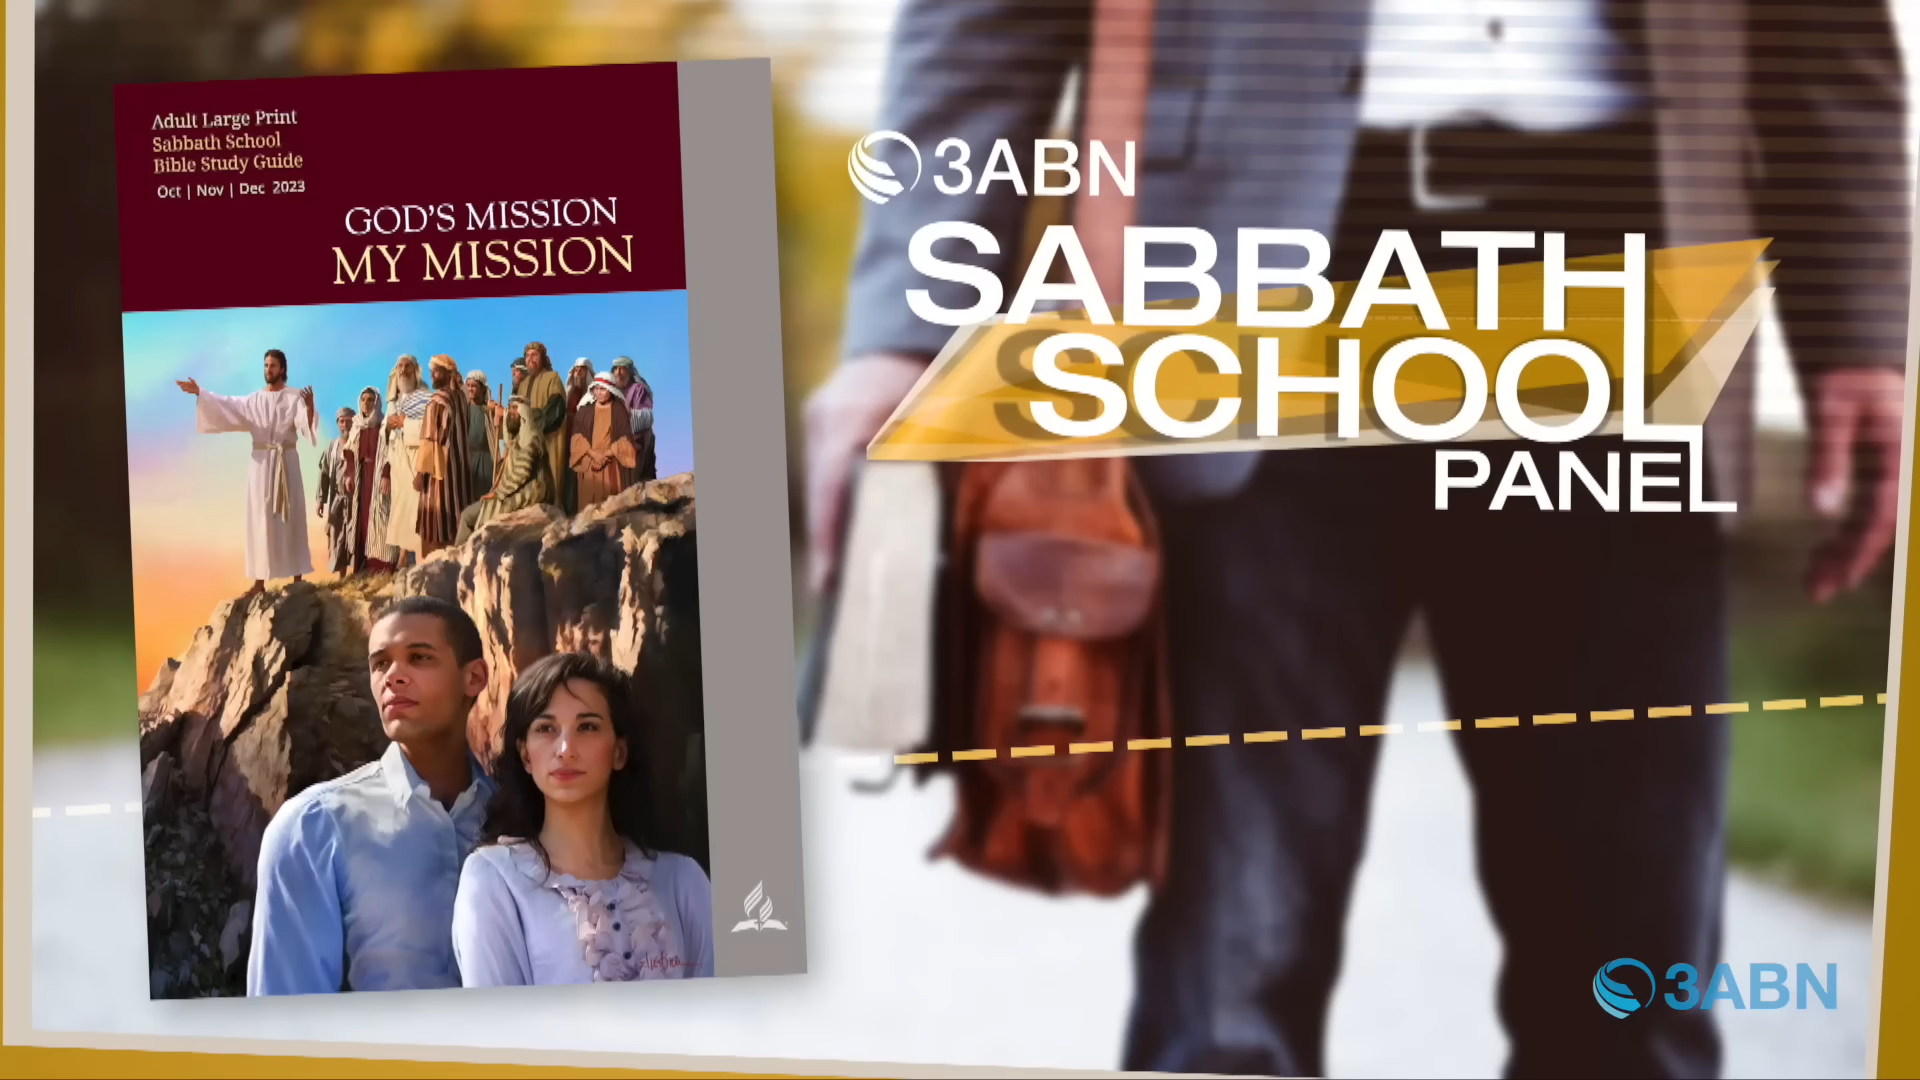 Adult Large Print
Sabbath School
Bible Study Guide
Oct | Nov | Dec 2023
GOD'S MISSION
MY MISSION
3ABN
SABBATH
SCHOOL
PANEL
3ABN